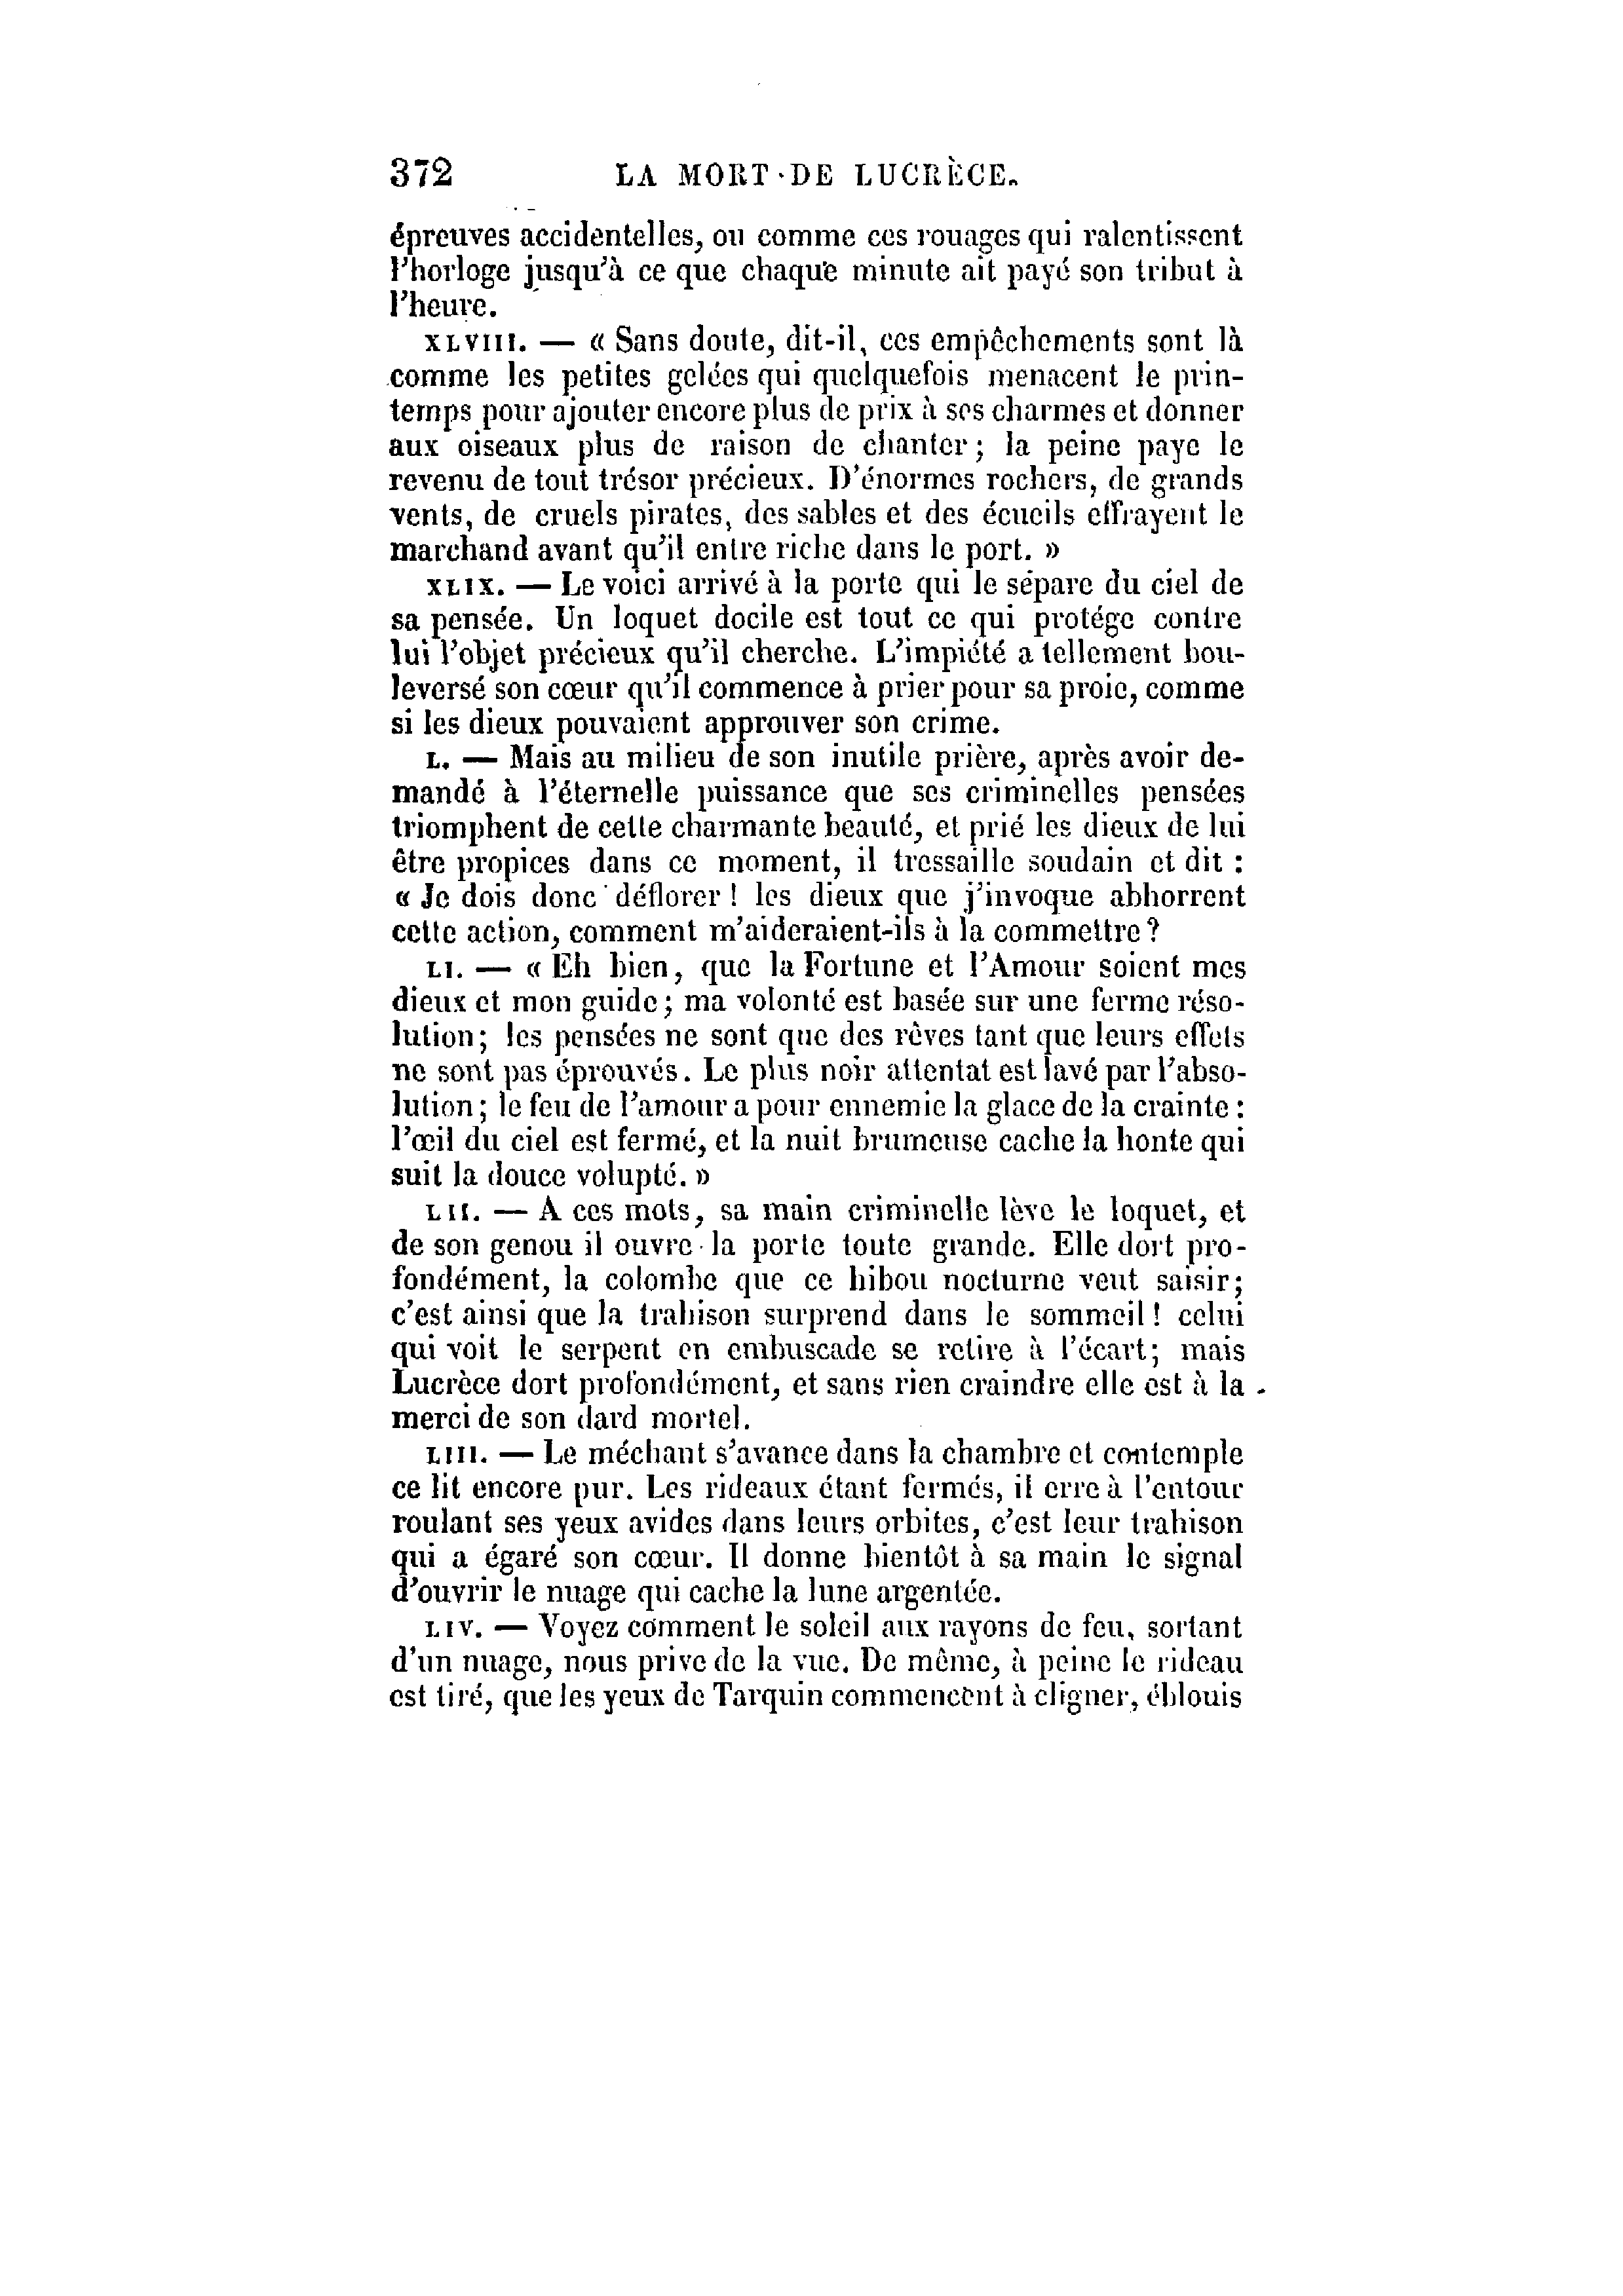 372 LA MORT DE LUCRÈCE.
épreuves accidentelles, ou comme ces rouages qui ralentissent
l'horloge jusqu'à ce que chaque minute ait payé son tribut à
l'heure.
XLVIII. — « Sans doute, dit-il, ces empêchements sont là
comme les petites gelées qui quelquefois menacent le prin-
temps pour ajouter encore plus de prix à ses charmes et donner
aux oiseaux plus de raison de chanter ; la peine paye le
revenu de tout trésor précieux. D'énormes rochers, de grands
vents, de cruels pirates, des sables et des écueils effrayent le
marchand avant qu'il entre riche dans le port. »
XLIX. — Le voici arrivé à la porte qui le sépare du ciel de
sa pensée. Un loquet docile est tout ce qui protége contre
lui l'objet précieux qu'il cherche. L'impiété a tellement bou-
leversé son cœur qu'il commence à prier pour sa proie, comme
si les dieux pouvaient approuver son crime.
L. — Mais au milieu de son inutile prière, après avoir de-
mandé à l'éternelle puissance que ses criminelles pensées
triomphent de cette charmante beauté, et prié les dieux de lui
être propices dans ce moment, il tressaille soudain et dit :
« Je dois donc déflorer ! les dieux que j'invoque abhorrent
cette action, comment m'aideraient-ils à la commettre ?
LI. — « Eh bien, que la Fortune et l'Amour soient mes
dieux et mon guide ; ma volonté est basée sur une ferme réso-
lution ; les pensées ne sont que des rêves tant que leurs effets
ne sont pas éprouvés. Le plus noir attentat est lavé par l'abso-
lution ; le feu de l'amour a pour ennemie la glace de la crainte :
l'œil du ciel est fermé, et la nuit brumeuse cache la honte qui
suit la douce volupté. »
LII. — A ces mots, sa main criminelle lève le loquet, et
de son genou il ouvre la porte toute grande. Elle dort pro-
fondément, la colombe que ce hibou nocturne veut saisir ;
c'est ainsi que la trahison surprend dans le sommeil ! celui
qui voit le serpent en embuscade se retire à l'écart ; mais
Lucrèce dort profondément, et sans rien craindre elle est à la
merci de son dard mortel.
LIII. — Le méchant s'avance dans la chambre et contemple
ce lit encore pur. Les rideaux étant fermés, il erre à l'entour
roulant ses yeux avides dans leurs orbites, c'est leur trahison
qui a égaré son cœur. Il donne bientôt à sa main le signal
d'ouvrir le nuage qui cache la lune argentée.
LIV. — Voyez comment le soleil aux rayons de feu, sortant
d'un nuage, nous prive de la vue. De même, à peine le rideau
est tiré, que les yeux de Tarquin commencent à cligner, éblouis